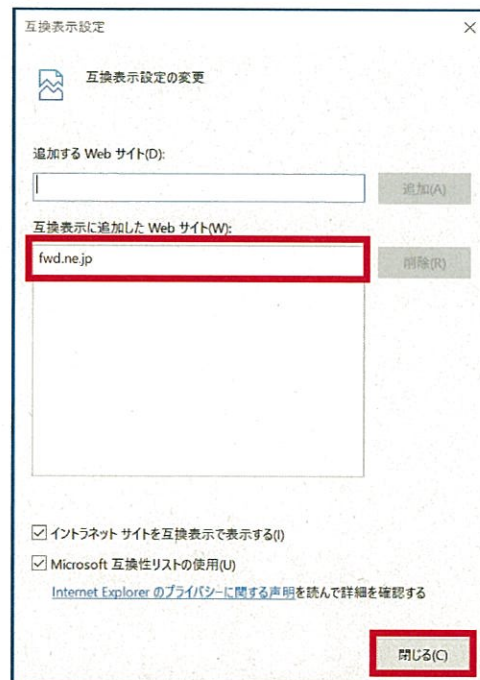 互換表示設定
互換表示設定の変更
追加する Web サイト(D):
追加(A)
互換表示に追加した Web サイト(W):
fwd.ne.jp
削除(R)
イントラネット サイトを互換表示で表示する(I)
Microsoft 互換性リストの使用(U)
Internet Explorer のプライバシーに関する声明を読んで詳細を確認する
閉じる(C)